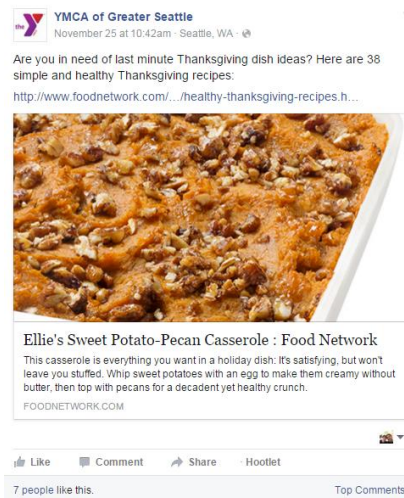 the Y
YMCA of Greater Seattle
November 25 at 10:42am · Seattle, WA ·
Are you in need of last minute Thanksgiving dish ideas? Here are 38
simple and healthy Thanksgiving recipes:
http://www.foodnetwork.com/.../healthy-thanksgiving-recipes.h...
Ellie's Sweet Potato-Pecan Casserole : Food Network
This casserole is everything you want in a holiday dish: It's satisfying, but won't
leave you stuffed. Whip sweet potatoes with an egg to make them creamy without
butter, then top with pecans for a decadent yet healthy crunch.
FOODNETWORK.COM
Like Comment Share · Hootlet
7 people like this.
Top Comments